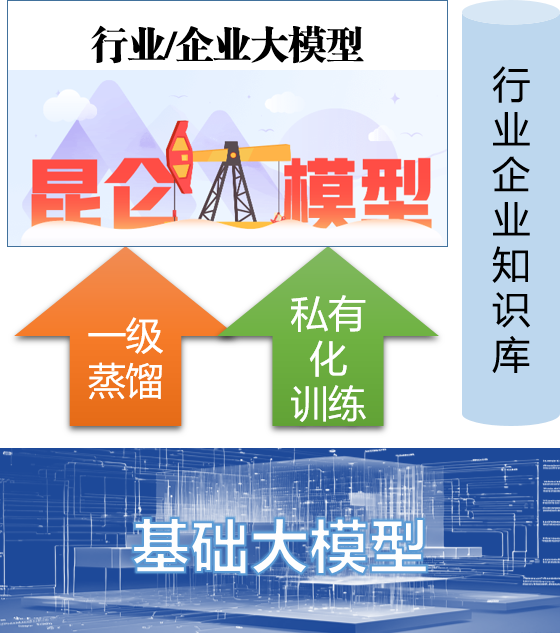 行业/企业大模型
昆仑大模型
一级
蒸馏
私有
化
训练
行
业
企
业
知
识
库
基础大模型